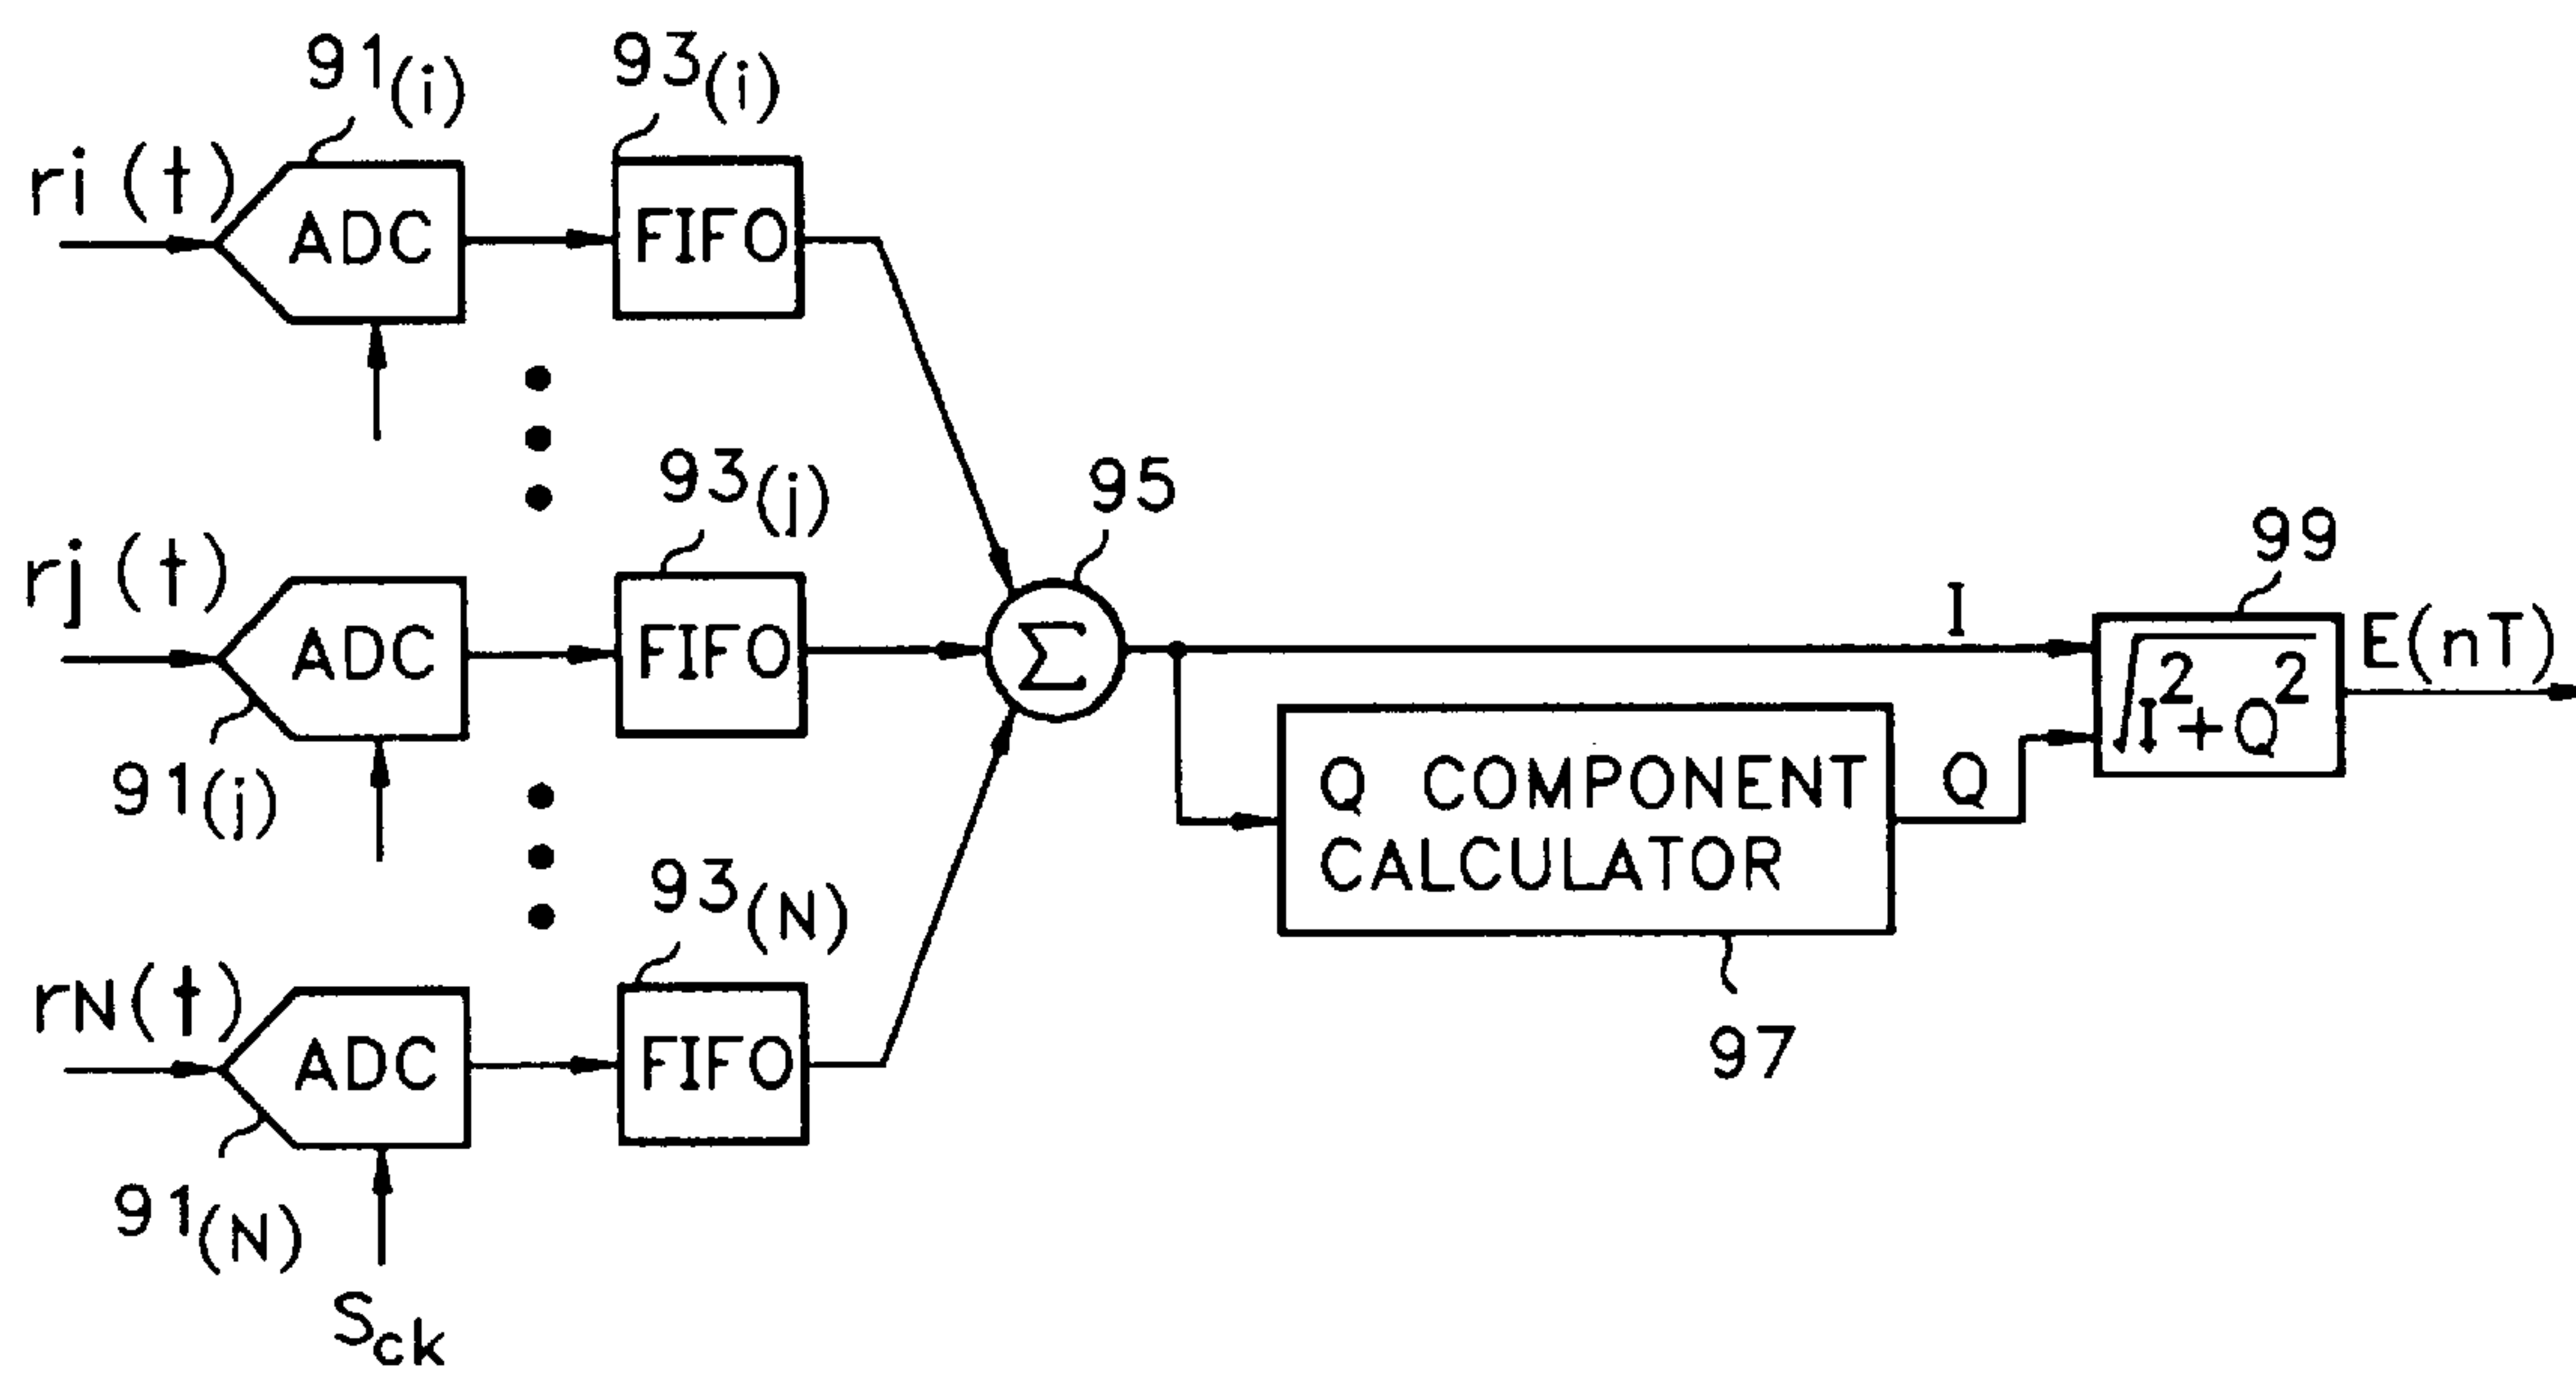 91(i)
93(i)
ri(t)
ADC
FIFO
93(j)
95
rj(t)
ADC
FIFO
Σ
I
99
√I²+Q²
E(nT)
91(j)
Q COMPONENT
CALCULATOR
Q
93(N)
97
rN(t)
ADC
FIFO
91(N)
Sck